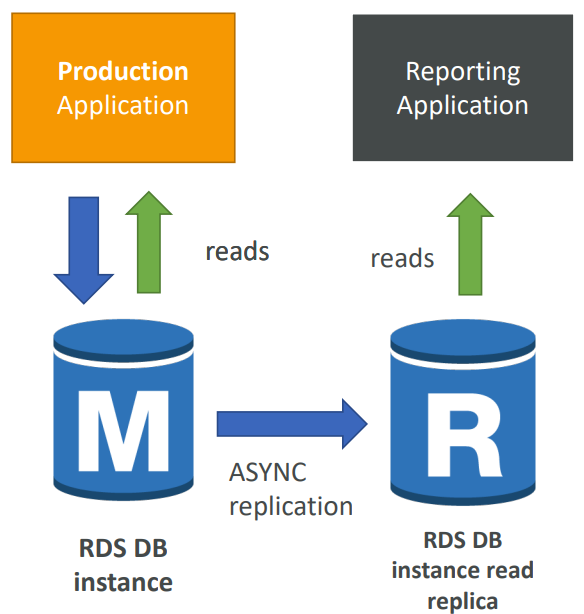 Production
Application
Reporting
Application
reads
reads
M
R
ASYNC
replication
RDS DB
instance
RDS DB
instance read
replica